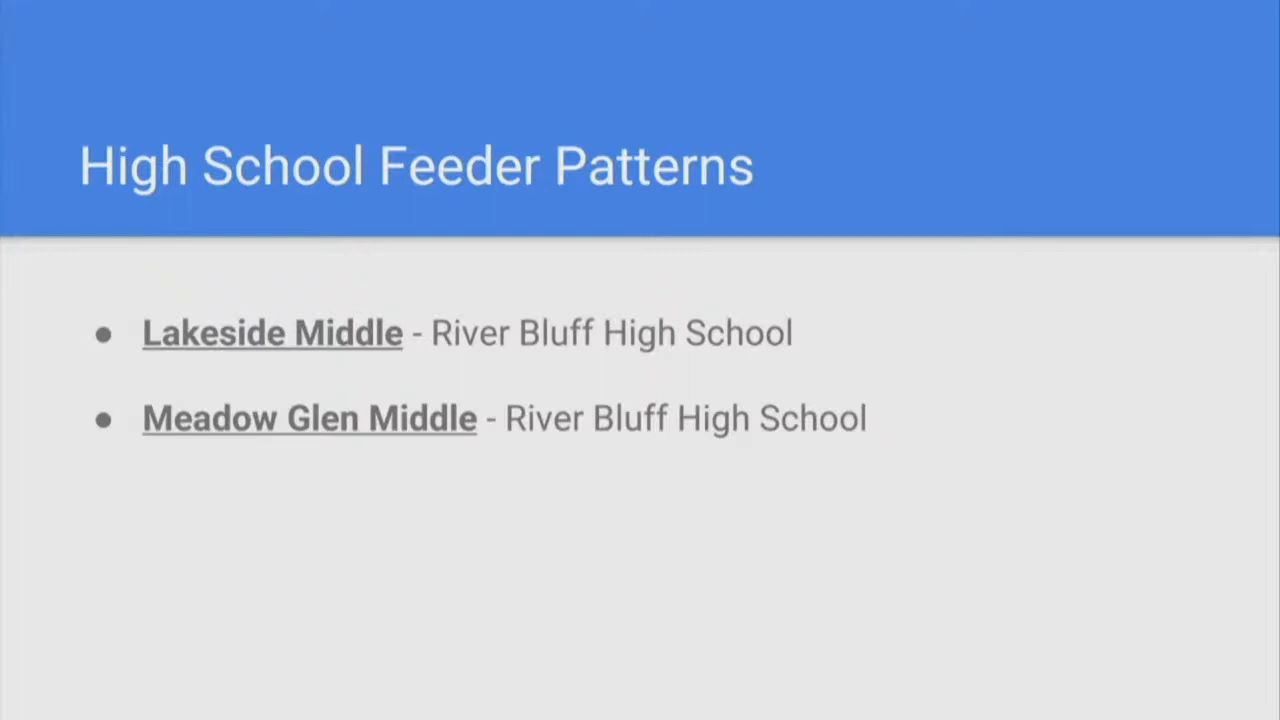 High School Feeder Patterns
● Lakeside Middle - River Bluff High School
● Meadow Glen Middle - River Bluff High School